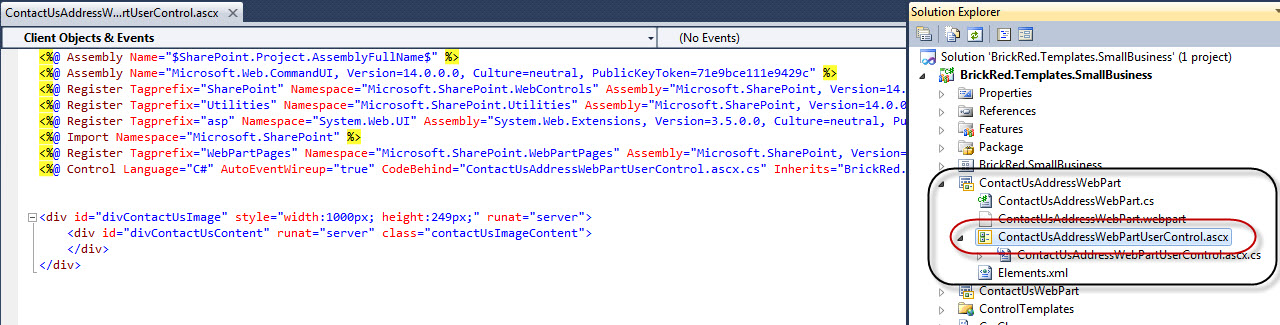 ContactUsAddressW...rtUserControl.ascx
Client Objects & Events
(No Events)
<%@ Assembly Name="$SharePoint.Project.AssemblyFullName$" %>
<%@ Assembly Name="Microsoft.Web.CommandUI, Version=14.0.0.0, Culture=neutral, PublicKeyToken=71e9bce111e9429c" %>
<%@ Register Tagprefix="SharePoint" Namespace="Microsoft.SharePoint.WebControls" Assembly="Microsoft.SharePoint, Version=14.
<%@ Register Tagprefix="Utilities" Namespace="Microsoft.SharePoint.Utilities" Assembly="Microsoft.SharePoint, Version=14.0.0
<%@ Register Tagprefix="asp" Namespace="System.Web.UI" Assembly="System.Web.Extensions, Version=3.5.0.0, Culture=neutral, Pu
<%@ Import Namespace="Microsoft.SharePoint" %>
<%@ Register Tagprefix="WebPartPages" Namespace="Microsoft.SharePoint.WebPartPages" Assembly="Microsoft.SharePoint, Version=
<%@ Control Language="C#" AutoEventWireup="true" CodeBehind="ContactUsAddressWebPartUserControl.ascx.cs" Inherits="BrickRed.
<div id="divContactUsImage" style="width:1000px; height:249px;" runat="server">
<div id="divContactUsContent" runat="server" class="contactUsImageContent">
</div>
</div>
Solution Explorer
Solution 'BrickRed.Templates.SmallBusiness' (1 project)
BrickRed.Templates.SmallBusiness
Properties
References
Features
Package
BrickRed.SmallBusiness
ContactUsAddressWebPart
ContactUsAddressWebPart.cs
ContactUsAddressWebPart.webpart
ContactUsAddressWebPartUserControl.ascx
ContactUsAddressWebPartUserControl.ascx.cs
Elements.xml
ContactUsWebPart
ControlTemplates